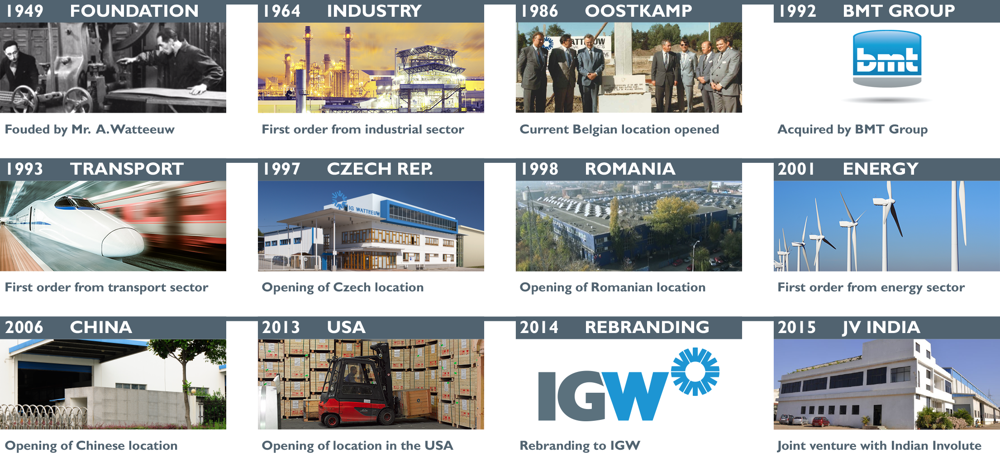 1949 FOUNDATION
1964 INDUSTRY
1986 OOSTKAMP
1992 BMT GROUP
bmt
Fouded by Mr. A. Watteeuw
First order from industrial sector
Current Belgian location opened
Acquired by BMT Group
1993 TRANSPORT
1997 CZECH REP.
1998 ROMANIA
2001 ENERGY
IG WATTEEUW
First order from transport sector
Opening of Czech location
Opening of Romanian location
First order from energy sector
2006 CHINA
2013 USA
2014 REBRANDING
2015 JV INDIA
IGW
Opening of Chinese location
Opening of location in the USA
Rebranding to IGW
Joint venture with Indian Involute